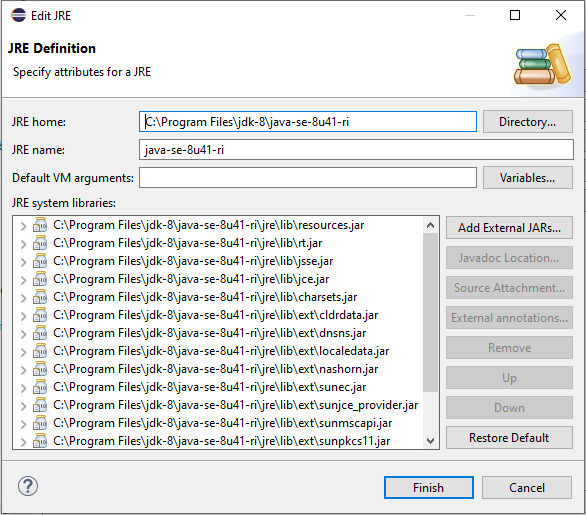 Edit JRE
JRE Definition
Specify attributes for a JRE
JRE home: C:\Program Files\jdk-8\java-se-8u41-ri Directory...
JRE name: java-se-8u41-ri
Default VM arguments: Variables...
JRE system libraries:
C:\Program Files\jdk-8\java-se-8u41-ri\jre\lib\resources.jar
C:\Program Files\jdk-8\java-se-8u41-ri\jre\lib\rt.jar
C:\Program Files\jdk-8\java-se-8u41-ri\jre\lib\jsse.jar
C:\Program Files\jdk-8\java-se-8u41-ri\jre\lib\jce.jar
C:\Program Files\jdk-8\java-se-8u41-ri\jre\lib\charsets.jar
C:\Program Files\jdk-8\java-se-8u41-ri\jre\lib\ext\cldrdata.jar
C:\Program Files\jdk-8\java-se-8u41-ri\jre\lib\ext\dnsns.jar
C:\Program Files\jdk-8\java-se-8u41-ri\jre\lib\ext\localedata.jar
C:\Program Files\jdk-8\java-se-8u41-ri\jre\lib\ext\nashorn.jar
C:\Program Files\jdk-8\java-se-8u41-ri\jre\lib\ext\sunec.jar
C:\Program Files\jdk-8\java-se-8u41-ri\jre\lib\ext\sunjce_provider.jar
C:\Program Files\jdk-8\java-se-8u41-ri\jre\lib\ext\sunmscapi.jar
C:\Program Files\jdk-8\java-se-8u41-ri\jre\lib\ext\sunpkcs11.jar
Add External JARs...
Javadoc Location...
Source Attachment...
External annotations...
Remove
Up
Down
Restore Default
Finish Cancel